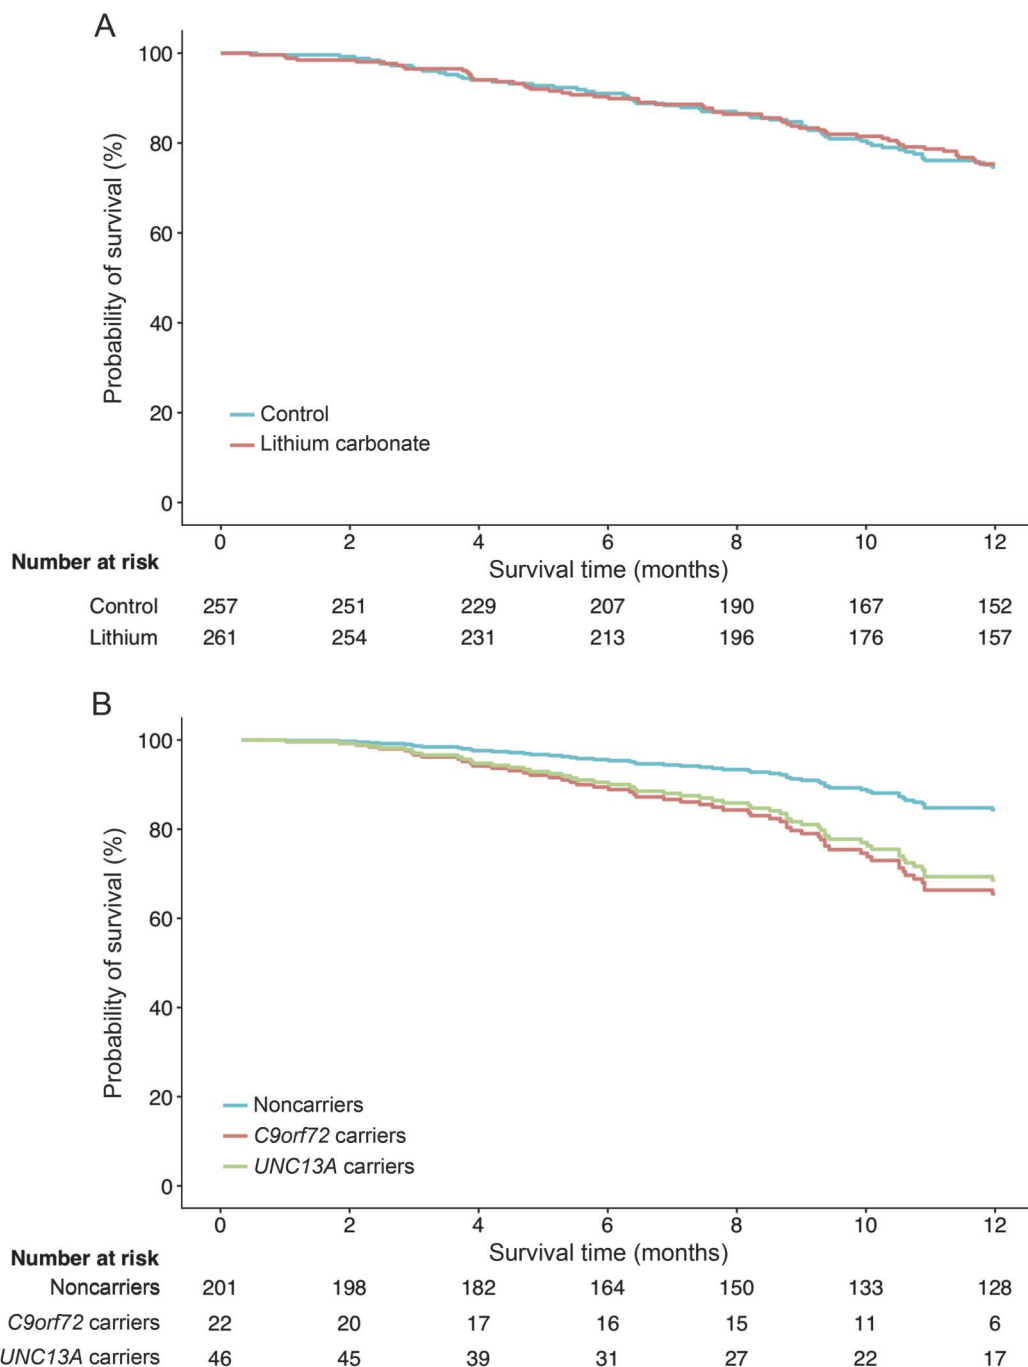 A
Probability of survival (%)
100
80
60
40
20
0
Control
Lithium carbonate
0 2 4 6 8 10 12
Survival time (months)
Number at risk
Control 257 251 229 207 190 167 152
Lithium 261 254 231 213 196 176 157
B
Probability of survival (%)
100
80
60
40
20
0
Noncarriers
C9orf72 carriers
UNC13A carriers
0 2 4 6 8 10 12
Survival time (months)
Number at risk
Noncarriers 201 198 182 164 150 133 128
C9orf72 carriers 22 20 17 16 15 11 6
UNC13A carriers 46 45 39 31 27 22 17